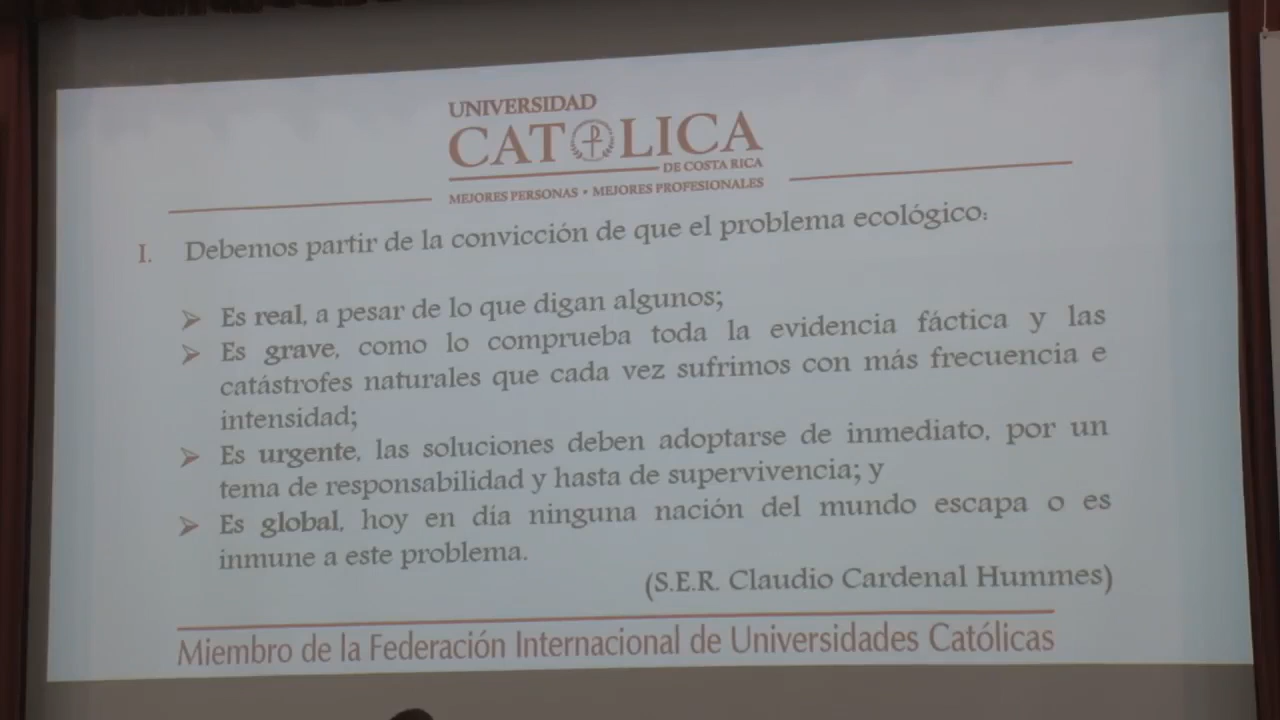 UNIVERSIDAD
CATÓLICA
DE COSTA RICA
MEJORES PERSONAS • MEJORES PROFESIONALES
I. Debemos partir de la convicción de que el problema ecológico:
➢ Es real, a pesar de lo que digan algunos;
➢ Es grave, como lo comprueba toda la evidencia fáctica y las
catástrofes naturales que cada vez sufrimos con más frecuencia e
intensidad;
➢ Es urgente, las soluciones deben adoptarse de inmediato, por un
tema de responsabilidad y hasta de supervivencia; y
➢ Es global, hoy en día ninguna nación del mundo escapa o es
inmune a este problema.
(S.E.R. Claudio Cardenal Hummes)
Miembro de la Federación Internacional de Universidades Católicas